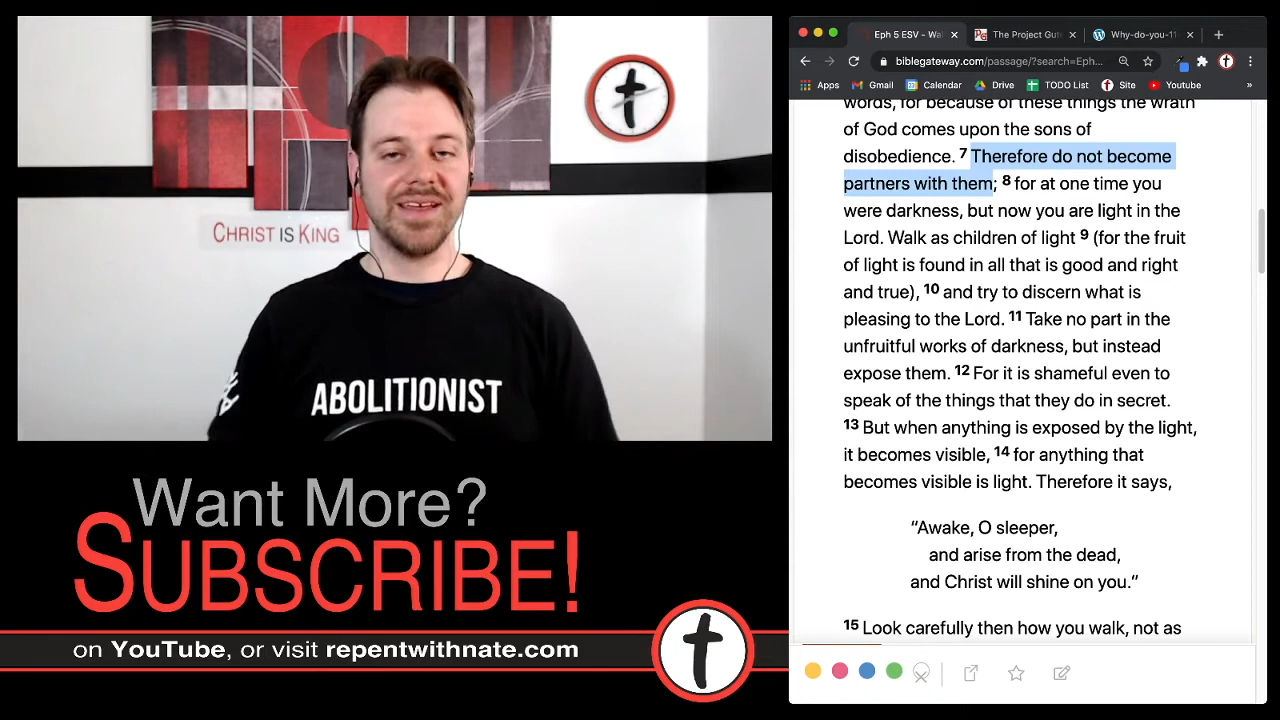 CHRIST IS KING
ABOLITIONIST
Want More?
SUBSCRIBE!
on YouTube, or visit repentwithnate.com
Eph 5 ESV - Wa
The Project Gut
Why-do-you-11
biblegateway.com/passage/?search=Eph...
Apps Gmail Calendar Drive TODO List Site Youtube »
words, for because of these things the wrath
of God comes upon the sons of
disobedience. 7 Therefore do not become
partners with them; 8 for at one time you
were darkness, but now you are light in the
Lord. Walk as children of light 9 (for the fruit
of light is found in all that is good and right
and true), 10 and try to discern what is
pleasing to the Lord. 11 Take no part in the
unfruitful works of darkness, but instead
expose them. 12 For it is shameful even to
speak of the things that they do in secret.
13 But when anything is exposed by the light,
it becomes visible, 14 for anything that
becomes visible is light. Therefore it says,
“Awake, O sleeper,
and arise from the dead,
and Christ will shine on you.”
15 Look carefully then how you walk, not as